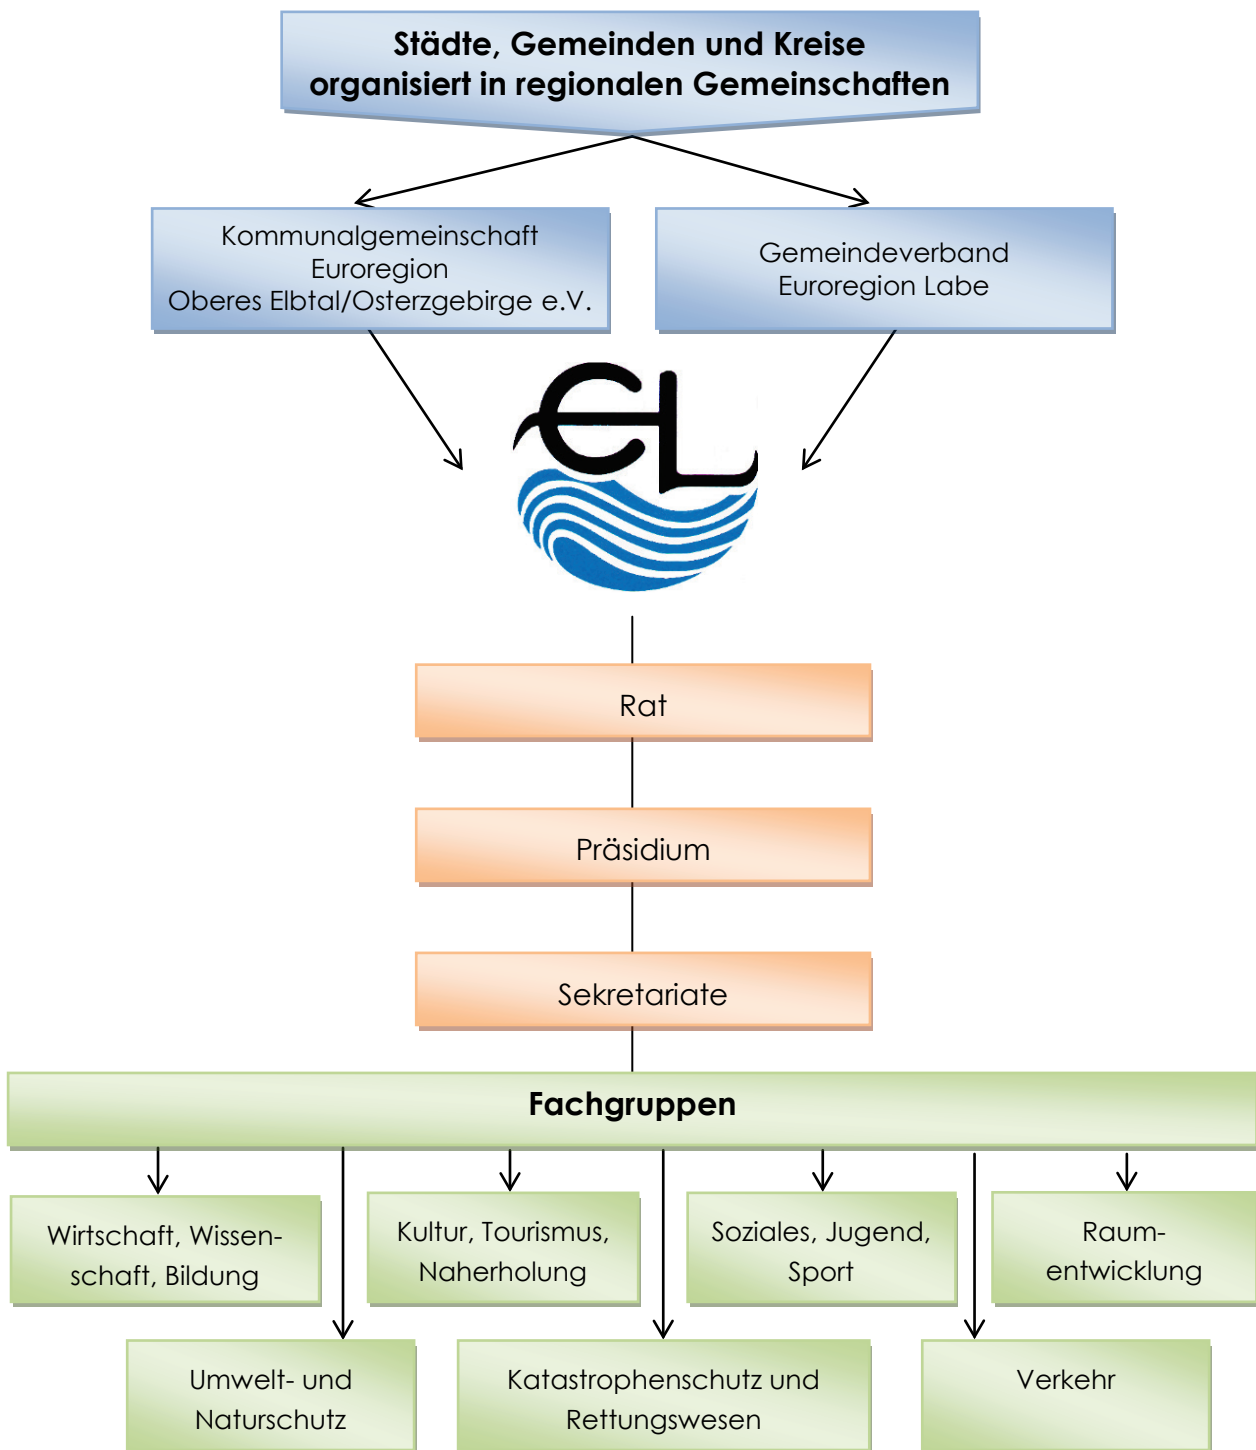 Städte, Gemeinden und Kreise
organisiert in regionalen Gemeinschaften
Kommunalgemeinschaft
Euroregion
Oberes Elbtal/Osterzgebirge e.V.
Gemeindeverband
Euroregion Labe
EL
Rat
Präsidium
Sekretariate
Fachgruppen
Wirtschaft, Wissen-
schaft, Bildung
Kultur, Tourismus,
Naherholung
Soziales, Jugend,
Sport
Raum-
entwicklung
Umwelt- und
Naturschutz
Katastrophenschutz und
Rettungswesen
Verkehr